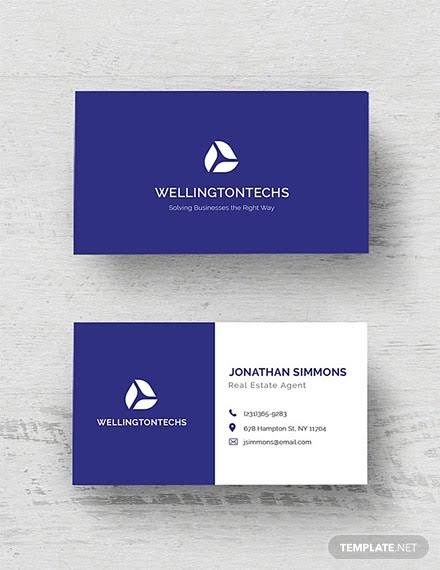 WELLINGTONTECHS
Solving Businesses the Right Way
WELLINGTONTECHS
JONATHAN SIMMONS
Real Estate Agent
(231)365-9283
678 Hampton St, NY 11704
jsimmons@email.com
TEMPLATE.NET